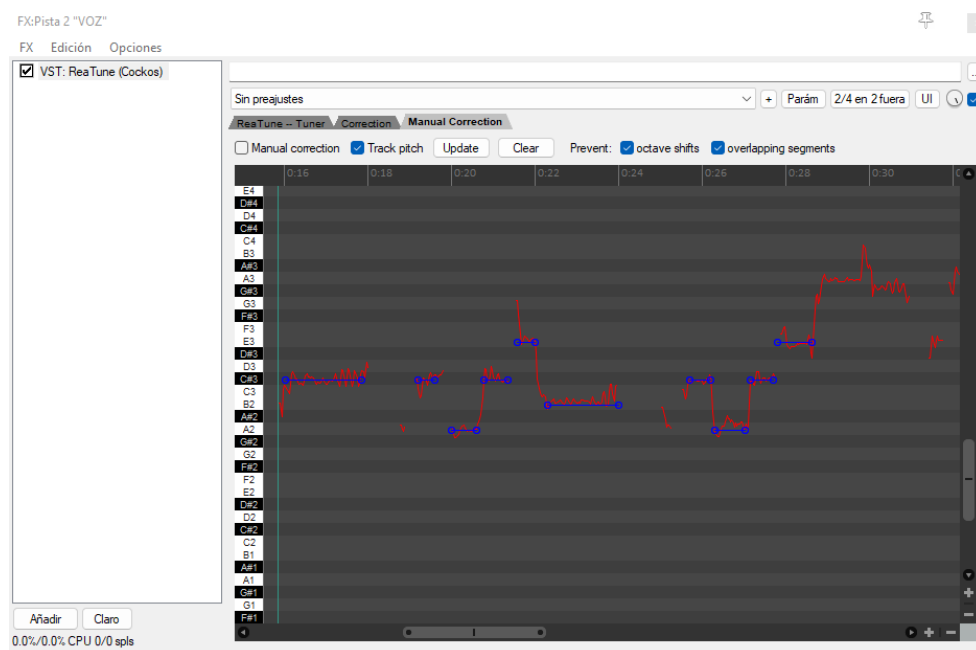 FX:Pista 2 "VOZ"
FX Edición Opciones
VST: ReaTune (Cockos)
Sin preajustes + Parám 2/4 en 2 fuera UI
ReaTune -- Tuner Correction Manual Correction
Manual correction Track pitch Update Clear Prevent: octave shifts overlapping segments
0:16 0:18 0:20 0:22 0:24 0:26 0:28 0:30
E4
D#4
D4
C#4
C4
B3
A#3
A3
G#3
G3
F#3
F3
E3
D#3
D3
C#3
C3
B2
A#2
A2
G#2
G2
F#2
F2
E2
D#2
D2
C#2
C2
B1
A#1
A1
G#1
G1
F#1
Añadir Claro
0.0%/0.0% CPU 0/0 spls